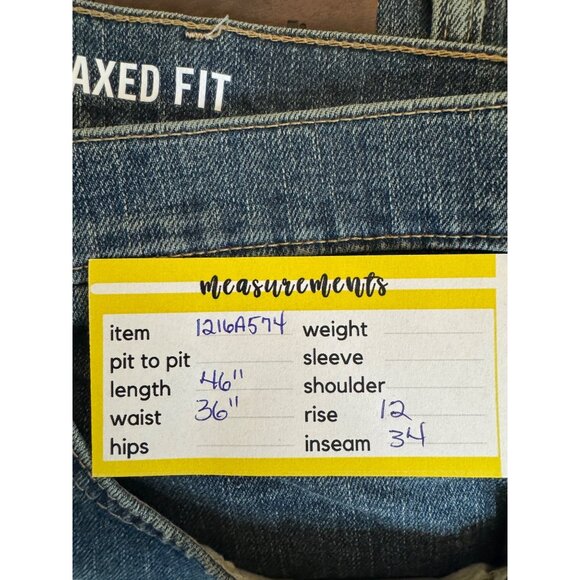 AXED FIT
measurements
item 1216A574 weight
pit to pit sleeve
length 46" shoulder
waist 36" rise 12
hips inseam 34